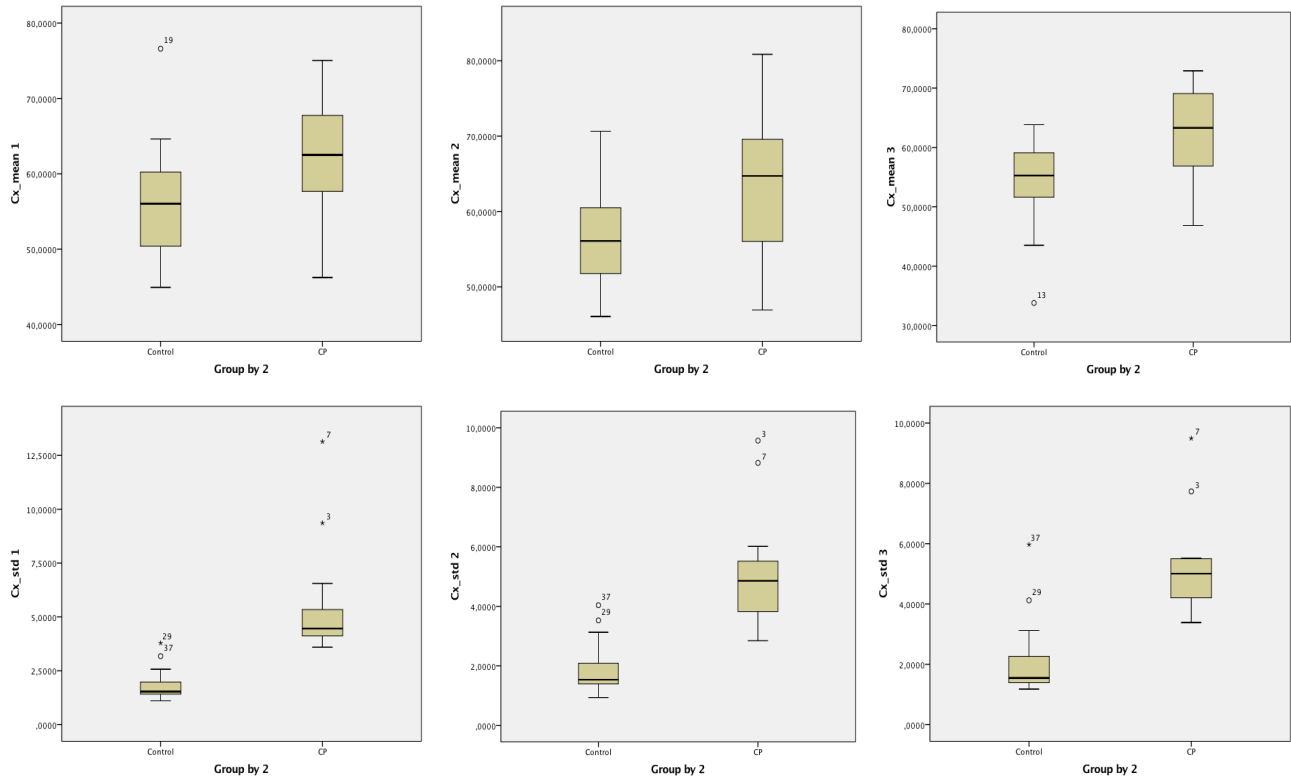 Cx_mean 1
80,0000
70,0000
60,0000
50,0000
40,0000
19
Control
CP
Group by 2
Cx_mean 2
80,0000
70,0000
60,0000
50,0000
Control
CP
Group by 2
Cx_mean 3
80,0000
70,0000
60,0000
50,0000
40,0000
30,0000
13
Control
CP
Group by 2
Cx_std 1
12,5000
10,0000
7,5000
5,0000
2,5000
,0000
7
3
29
37
Control
CP
Group by 2
Cx_std 2
10,0000
8,0000
6,0000
4,0000
2,0000
,0000
3
7
37
29
Control
CP
Group by 2
Cx_std 3
10,0000
8,0000
6,0000
4,0000
2,0000
,0000
7
3
37
29
Control
CP
Group by 2